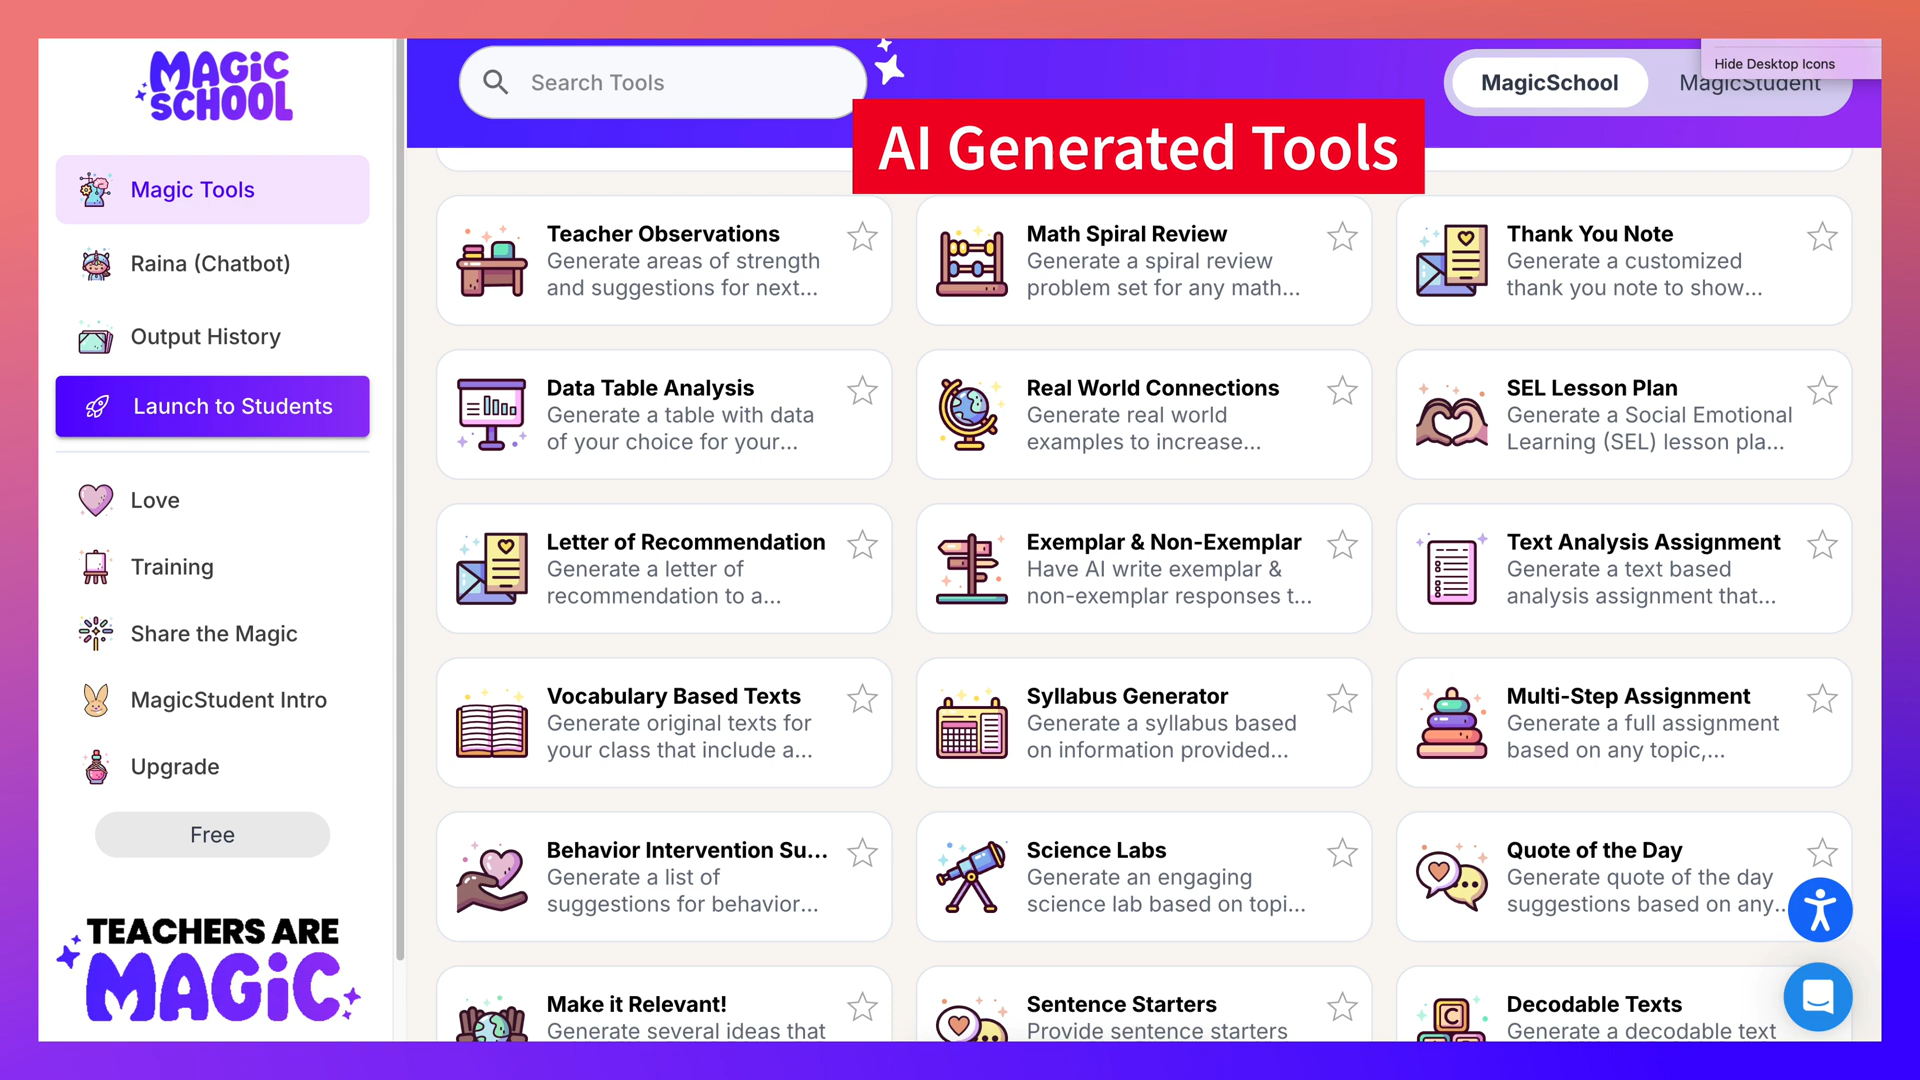 MAGiC
SCHOOL
Magic Tools
Raina (Chatbot)
Output History
Launch to Students
Love
Training
Share the Magic
MagicStudent Intro
Upgrade
Free
TEACHERS ARE
MAGiC
Search Tools
MagicSchool
MagicStudent
Hide Desktop Icons
AI Generated Tools
Teacher Observations
Generate areas of strength
and suggestions for next...
Math Spiral Review
Generate a spiral review
problem set for any math...
Thank You Note
Generate a customized
thank you note to show...
Data Table Analysis
Generate a table with data
of your choice for your...
Real World Connections
Generate real world
examples to increase...
SEL Lesson Plan
Generate a Social Emotional
Learning (SEL) lesson pla...
Letter of Recommendation
Generate a letter of
recommendation to a...
Exemplar & Non-Exemplar
Have AI write exemplar &
non-exemplar responses t...
Text Analysis Assignment
Generate a text based
analysis assignment that...
Vocabulary Based Texts
Generate original texts for
your class that include a...
Syllabus Generator
Generate a syllabus based
on information provided...
Multi-Step Assignment
Generate a full assignment
based on any topic,...
Behavior Intervention Su...
Generate a list of
suggestions for behavior...
Science Labs
Generate an engaging
science lab based on topi...
Quote of the Day
Generate quote of the day
suggestions based on any...
Make it Relevant!
Generate several ideas that
Sentence Starters
Provide sentence starters
Decodable Texts
Generate a decodable text
C